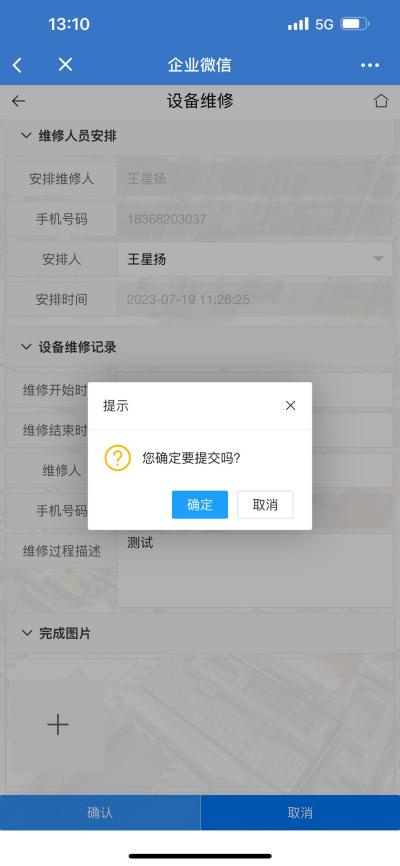 13:10
5G
企业微信
设备维修
维修人员安排
安排维修人 王星扬
手机号码 18368203037
安排人 王星扬
安排时间 2023-07-19 11:26:25
设备维修记录
维修开始时
提示
维修结束时
您确定要提交吗?
维修人
确定 取消
手机号码
维修过程描述 测试
完成图片
确认 取消